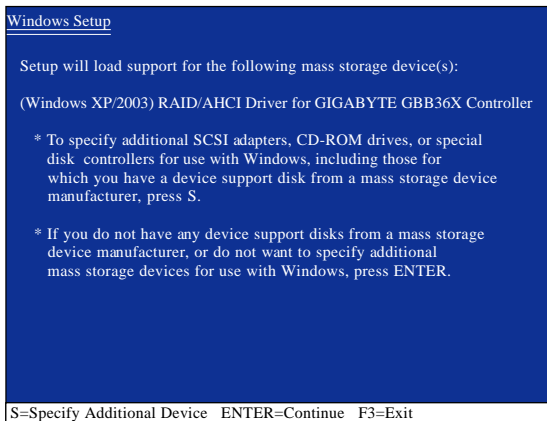 Windows Setup
Setup will load support for the following mass storage device(s):
(Windows XP/2003) RAID/AHCI Driver for GIGABYTE GBB36X Controller
* To specify additional SCSI adapters, CD-ROM drives, or special
disk controllers for use with Windows, including those for
which you have a device support disk from a mass storage device
manufacturer, press S.
* If you do not have any device support disks from a mass storage
device manufacturer, or do not want to specify additional
mass storage devices for use with Windows, press ENTER.
S=Specify Additional Device ENTER=Continue F3=Exit